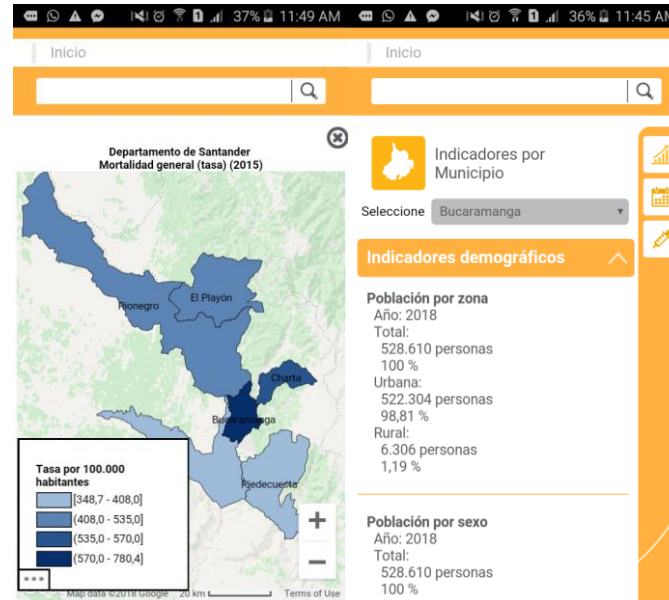 37% 11:49 AM
Inicio
Departamento de Santander
Mortalidad general (tasa) (2015)
Rionegro
El Playón
Charta
Bucaramanga
Piedecuesta
Tasa por 100.000
habitantes
[348,7 - 408,0]
(408,0 - 535,0]
(535,0 - 570,0]
(570,0 - 780,4]
+
−
Map data ©2018 Google 20 km Terms of Use
1 36% 11:45 AM
Inicio
Indicadores por
Municipio
Seleccione Bucaramanga
Indicadores demográficos
Población por zona
Año: 2018
Total:
528.610 personas
100 %
Urbana:
522.304 personas
98,81 %
Rural:
6.306 personas
1,19 %
Población por sexo
Año: 2018
Total:
528.610 personas
100 %